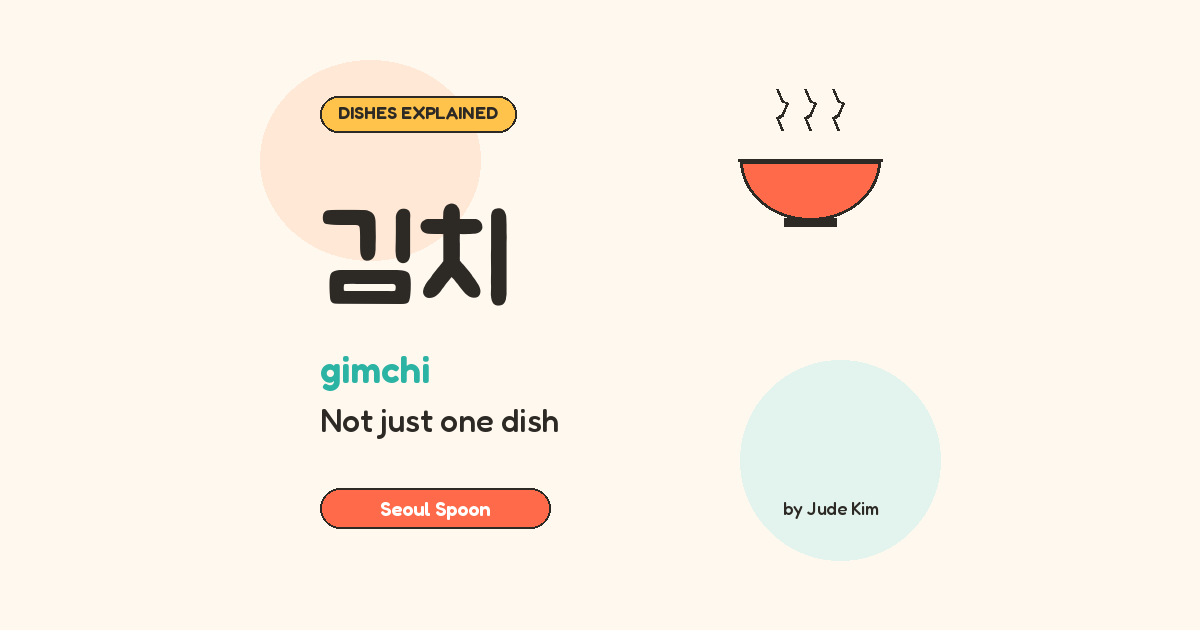 DISHES EXPLAINED
김치
gimchi
Not just one dish
Seoul Spoon
by Jude Kim